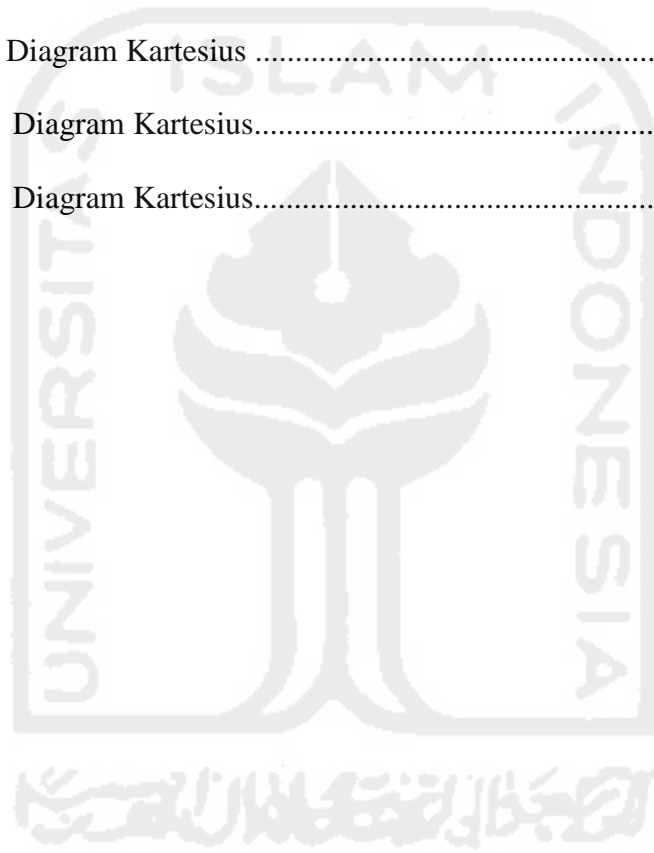 Diagram Kartesius ..................................................
Diagram Kartesius..................................................
Diagram Kartesius..................................................
UNIVERSITAS
ISLAM
INDONESIA